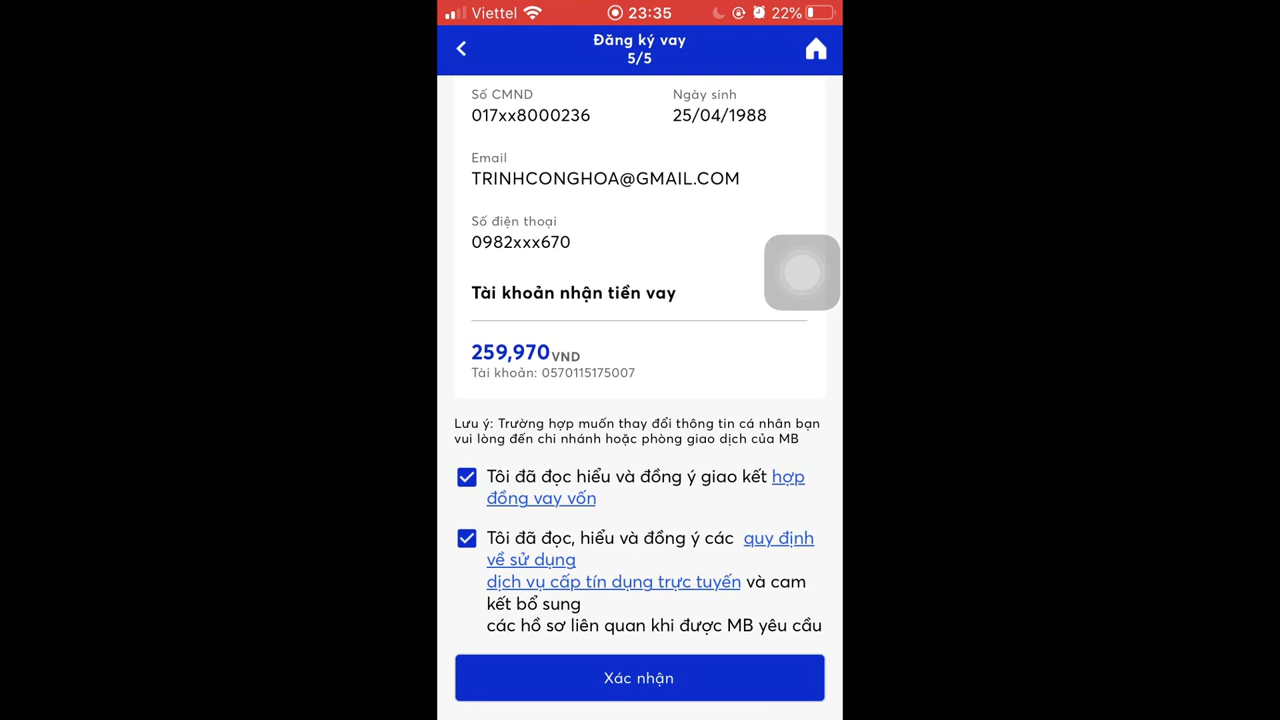 Viettel 23:35 22%
Đăng ký vay
5/5
Số CMND Ngày sinh
017xx8000236 25/04/1988
Email
TRINHCONGHOA@GMAIL.COM
Số điện thoại
0982xxx670
Tài khoản nhận tiền vay
259,970 VND
Tài khoản: 0570115175007
Lưu ý: Trường hợp muốn thay đổi thông tin cá nhân bạn
vui lòng đến chi nhánh hoặc phòng giao dịch của MB
Tôi đã đọc hiểu và đồng ý giao kết hợp
đồng vay vốn
Tôi đã đọc, hiểu và đồng ý các quy định
về sử dụng
dịch vụ cấp tín dụng trực tuyến và cam
kết bổ sung
các hồ sơ liên quan khi được MB yêu cầu
Xác nhận